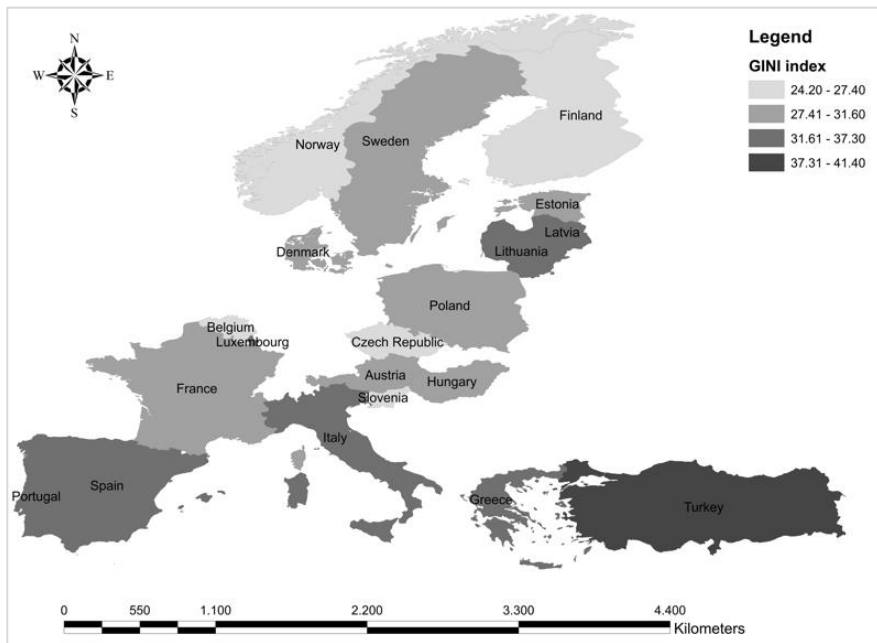 N
W E
S
Legend
GINI index
24.20 - 27.40
27.41 - 31.60
31.61 - 37.30
37.31 - 41.40
Finland
Norway
Sweden
Estonia
Latvia
Lithuania
Denmark
Poland
Belgium
Luxembourg
Czech Republic
Austria
Hungary
France
Slovenia
Italy
Portugal
Spain
Greece
Turkey
0 550 1.100 2.200 3.300 4.400
Kilometers